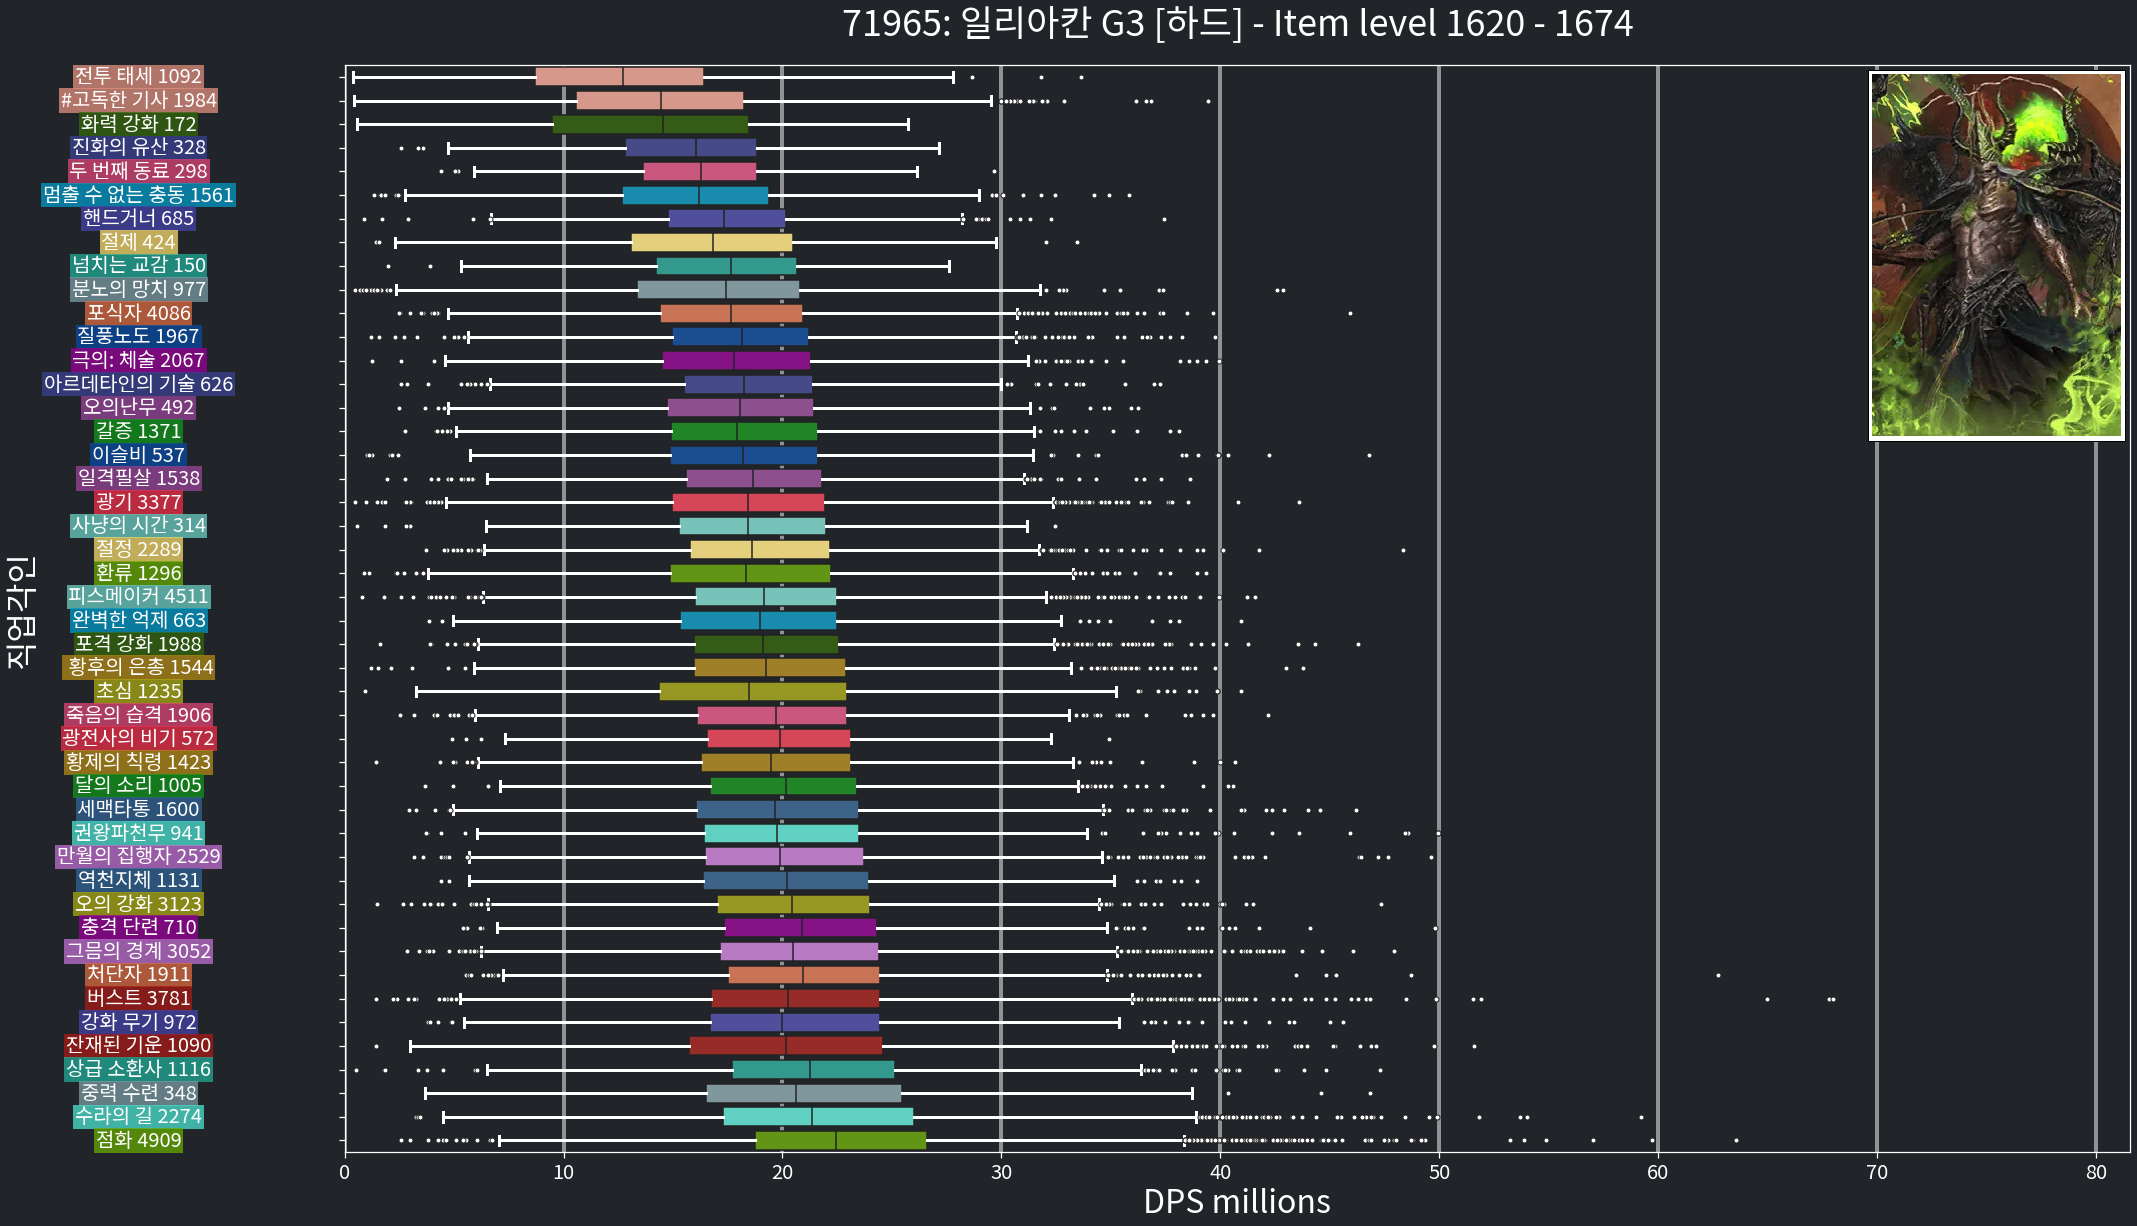 71965: 일리아칸 G3 [하드] - Item level 1620 - 1674
직업각인
전투 태세 1092
#고독한 기사 1984
화력 강화 172
진화의 유산 328
두 번째 동료 298
멈출 수 없는 충동 1561
핸드거너 685
절제 424
넘치는 교감 150
분노의 망치 977
포식자 4086
질풍노도 1967
극의: 체술 2067
아르데타인의 기술 626
오의난무 492
갈증 1371
이슬비 537
일격필살 1538
광기 3377
사냥의 시간 314
절정 2289
환류 1296
피스메이커 4511
완벽한 억제 663
포격 강화 1988
황후의 은총 1544
초심 1235
죽음의 습격 1906
광전사의 비기 572
황제의 칙령 1423
달의 소리 1005
세맥타통 1600
권왕파천무 941
만월의 집행자 2529
역천지체 1131
오의 강화 3123
충격 단련 710
그믐의 경계 3052
처단자 1911
버스트 3781
강화 무기 972
잔재된 기운 1090
상급 소환사 1116
중력 수련 348
수라의 길 2274
점화 4909
0 10 20 30 40 50 60 70 80
DPS millions